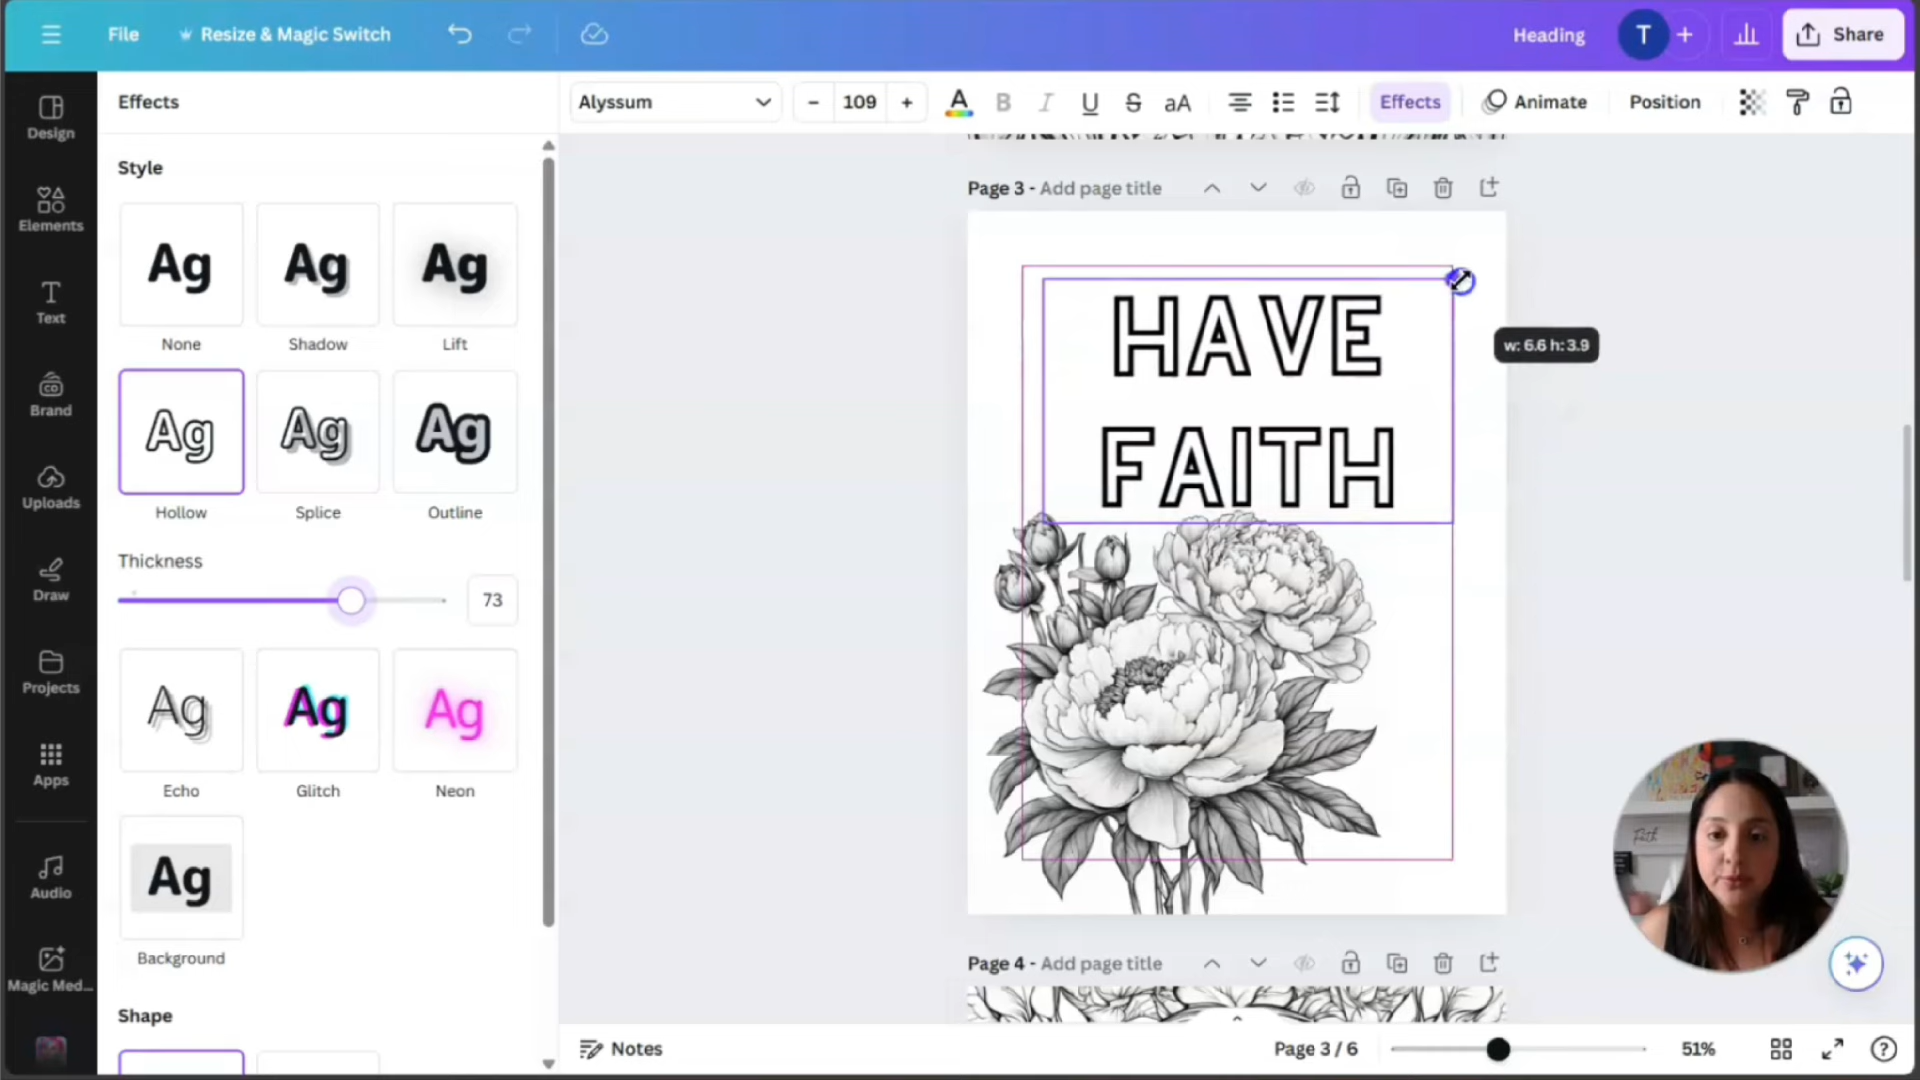 File
Resize & Magic Switch
Heading
T
Share
Design
Elements
Text
Brand
Uploads
Draw
Projects
Apps
Audio
Magic Med...
Effects
Style
Ag
Ag
Ag
None
Shadow
Lift
Ag
Ag
Ag
Hollow
Splice
Outline
Thickness
73
Ag
Ag
Ag
Echo
Glitch
Neon
Ag
Background
Shape
Alyssum
109
A
B
I
U
S
aA
Effects
Animate
Position
Page 3 - Add page title
HAVE
FAITH
w: 6.6 h: 3.9
Page 4 - Add page title
Faith
Notes
Page 3 / 6
51%